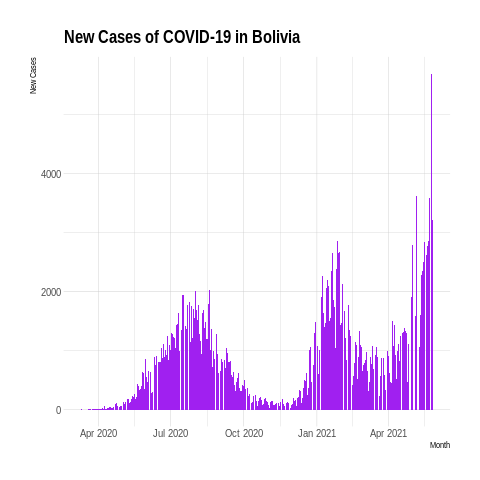 New Cases of COVID-19 in Bolivia
New Cases
4000
2000
0
Apr 2020 Jul 2020 Oct 2020 Jan 2021 Apr 2021
Month